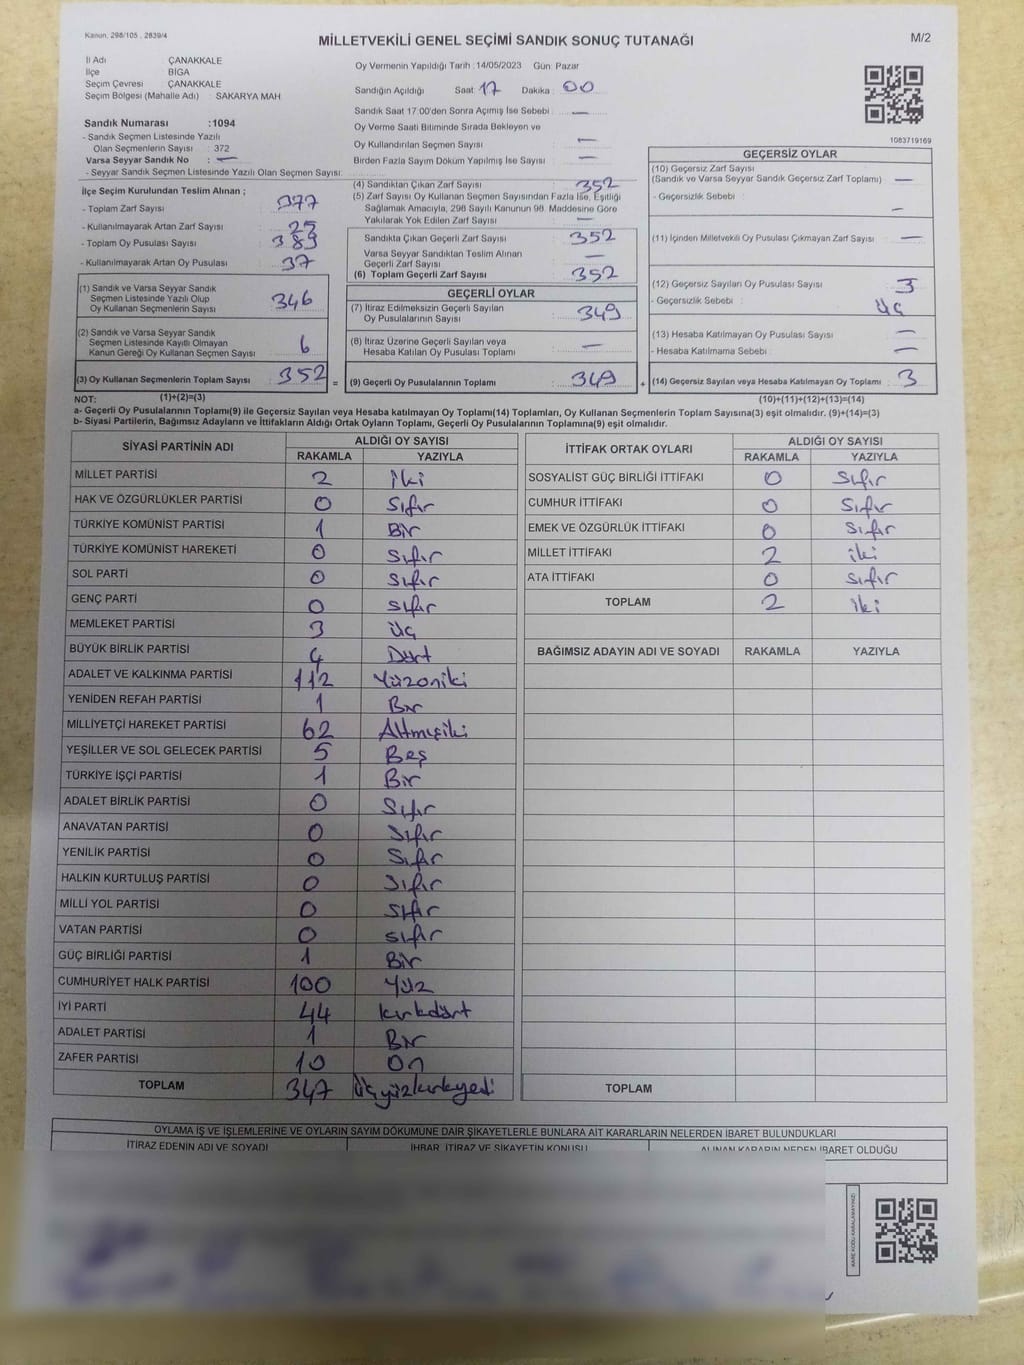 Kanun, 298/105 , 2839/4
MİLLETVEKİLİ GENEL SEÇİMİ SANDIK SONUÇ TUTANAĞI
M/2
İl Adı : ÇANAKKALE
İlçe : BİGA
Seçim Çevresi : ÇANAKKALE
Seçim Bölgesi (Mahalle Adı) : SAKARYA MAH
Sandık Numarası :1094
- Sandık Seçmen Listesinde Yazılı
Olan Seçmenlerin Sayısı : 372
Varsa Seyyar Sandık No : —
- Seyyar Sandık Seçmen Listesinde Yazılı Olan Seçmen Sayısı:
Oy Vermenin Yapıldığı Tarih :14/05/2023 Gün: Pazar
Sandığın Açıldığı Saat : 17 Dakika : 00
Sandık Saat 17:00'den Sonra Açımış İse Sebebi : —
Oy Verme Saati Bitiminde Sırada Bekleyen ve
Oy Kullandırılan Seçmen Sayısı : —
Birden Fazla Sayım Döküm Yapılmış İse Sayısı : —
1083719169
İlçe Seçim Kurulundan Teslim Alınan ;
- Toplam Zarf Sayısı : 377
- Kullanılmayarak Artan Zarf Sayısı : 25
- Toplam Oy Pusulası Sayısı : 389
- Kullanılmayarak Artan Oy Pusulası : 37
(4) Sandıktan Çıkan Zarf Sayısı : 352
(5) Zarf Sayısı Oy Kullanan Seçmen Sayısından Fazla İse, Eşitliği
Sağlamak Amacıyla, 298 Sayılı Kanunun 98. Maddesine Göre
Yakılarak Yok Edilen Zarf Sayısı : —
Sandıkta Çıkan Geçerli Zarf Sayısı : 352
Varsa Seyyar Sandıktan Teslim Alınan
Geçerli Zarf Sayısı : —
(6) Toplam Geçerli Zarf Sayısı : 352
GEÇERSİZ OYLAR
(10) Geçersiz Zarf Sayısı
(Sandık ve Varsa Seyyar Sandık Geçersiz Zarf Toplamı) : —
- Geçersizlik Sebebi : —
(11) İçinden Milletvekili Oy Pusulası Çıkmayan Zarf Sayısı : —
(12) Geçersiz Sayılan Oy Pusulası Sayısı : 3
- Geçersizlik Sebebi : üç
(13) Hesaba Katılmayan Oy Pusulası Sayısı : —
- Hesaba Katılmama Sebebi : —
(14) Geçersiz Sayılan veya Hesaba Katılmayan Oy Toplamı : 3
(1) Sandık ve Varsa Seyyar Sandık
Seçmen Listesinde Yazılı Olup
Oy Kullanan Seçmenlerin Sayısı : 346
(2) Sandık ve Varsa Seyyar Sandık
Seçmen Listesinde Kayıtlı Olmayan
Kanun Gereği Oy Kullanan Seçmen Sayısı : 6
(3) Oy Kullanan Seçmenlerin Toplam Sayısı : 352 =
GEÇERLİ OYLAR
(7) İtiraz Edilmeksizin Geçerli Sayılan
Oy Pusulalarının Sayısı : 349
(8) İtiraz Üzerine Geçerli Sayılan veya
Hesaba Katılan Oy Pusulası Toplamı : —
(9) Geçerli Oy Pusulalarının Toplamı : 349 +
NOT: (1)+(2)=(3)
(10)+(11)+(12)+(13)=(14)
a- Geçerli Oy Pusulalarının Toplamı(9) ile Geçersiz Sayılan veya Hesaba katılmayan Oy Toplamı(14) Toplamları, Oy Kullanan Seçmenlerin Toplam Sayısına(3) eşit olmalıdır. (9)+(14)=(3)
b- Siyasi Partilerin, Bağımsız Adayların ve İttifakların Aldığı Ortak Oyların Toplamı, Geçerli Oy Pusulalarının Toplamına(9) eşit olmalıdır.
SİYASİ PARTİNİN ADI ALDIĞI OY SAYISI
RAKAMLA YAZIYLA
MİLLET PARTİSİ 2 iki
HAK VE ÖZGÜRLÜKLER PARTİSİ 0 Sıfır
TÜRKİYE KOMÜNİST PARTİSİ 1 Bir
TÜRKİYE KOMÜNİST HAREKETİ 0 Sıfır
SOL PARTİ 0 Sıfır
GENÇ PARTİ 0 Sıfır
MEMLEKET PARTİSİ 3 üç
BÜYÜK BİRLİK PARTİSİ 4 Dört
ADALET VE KALKINMA PARTİSİ 112 Yüzoniki
YENİDEN REFAH PARTİSİ 1 Bir
MİLLİYETÇİ HAREKET PARTİSİ 62 Altmışiki
YEŞİLLER VE SOL GELECEK PARTİSİ 5 Beş
TÜRKİYE İŞÇİ PARTİSİ 1 Bir
ADALET BİRLİK PARTİSİ 0 Sıfır
ANAVATAN PARTİSİ 0 Sıfır
YENİLİK PARTİSİ 0 Sıfır
HALKIN KURTULUŞ PARTİSİ 0 Sıfır
MİLLİ YOL PARTİSİ 0 Sıfır
VATAN PARTİSİ 0 Sıfır
GÜÇ BİRLİĞİ PARTİSİ 1 Bir
CUMHURİYET HALK PARTİSİ 100 Yüz
İYİ PARTİ 44 kırkdört
ADALET PARTİSİ 1 Bir
ZAFER PARTİSİ 10 On
TOPLAM 347 üçyüzkırkyedi
İTTİFAK ORTAK OYLARI ALDIĞI OY SAYISI
RAKAMLA YAZIYLA
SOSYALİST GÜÇ BİRLİĞİ İTTİFAKI 0 Sıfır
CUMHUR İTTİFAKI 0 Sıfır
EMEK VE ÖZGÜRLÜK İTTİFAKI 0 Sıfır
MİLLET İTTİFAKI 2 iki
ATA İTTİFAKI 0 Sıfır
TOPLAM 2 iki
BAĞIMSIZ ADAYIN ADI VE SOYADI RAKAMLA YAZIYLA
TOPLAM
OYLAMA İŞ VE İŞLEMLERİNE VE OYLARIN SAYIM DÖKÜMÜNE DAİR ŞİKAYETLERLE BUNLARA AİT KARARLARIN NELERDEN İBARET BULUNDUKLARI
İTİRAZ EDENİN ADI VE SOYADI İHBAR, İTİRAZ VE ŞİKAYETİN KONUSU ALINAN KARARIN NEDEN İBARET OLDUĞU
(KARE KODU KARALAMAYINIZ)